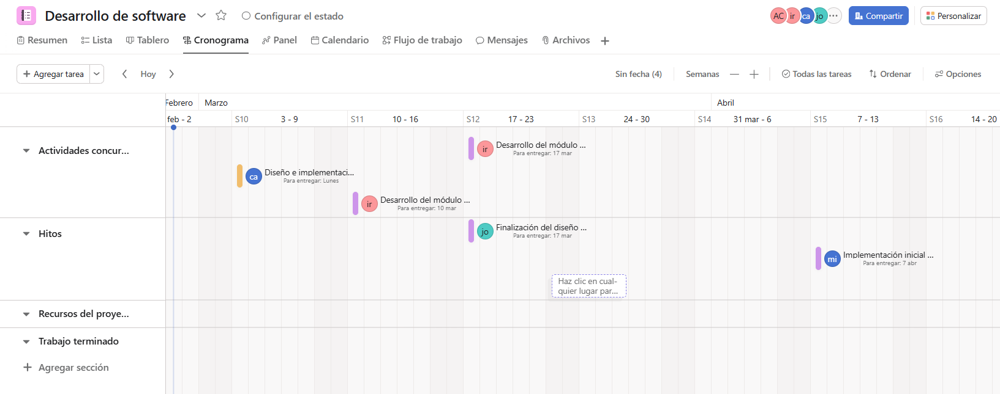 Desarrollo de software
Configurar el estado
AC ir ca jo ...
Compartir
Personalizar
Resumen Lista Tablero Cronograma Panel Calendario Flujo de trabajo Mensajes Archivos +
+ Agregar tarea
Hoy
Sin fecha (4)
Semanas
Todas las tareas
Ordenar
Opciones
Febrero Marzo Abril
feb - 2 S10 3 - 9 S11 10 - 16 S12 17 - 23 S13 24 - 30 S14 31 mar - 6 S15 7 - 13 S16 14 - 20
Actividades concur...
ir Desarrollo del módulo ...
Para entregar: 17 mar
ca Diseño e implementaci...
Para entregar: Lunes
ir Desarrollo del módulo ...
Para entregar: 10 mar
Hitos
jo Finalización del diseño ...
Para entregar: 17 mar
mi Implementación inicial ...
Para entregar: 7 abr
Haz clic en cual-
quier lugar par...
Recursos del proye...
Trabajo terminado
+ Agregar sección